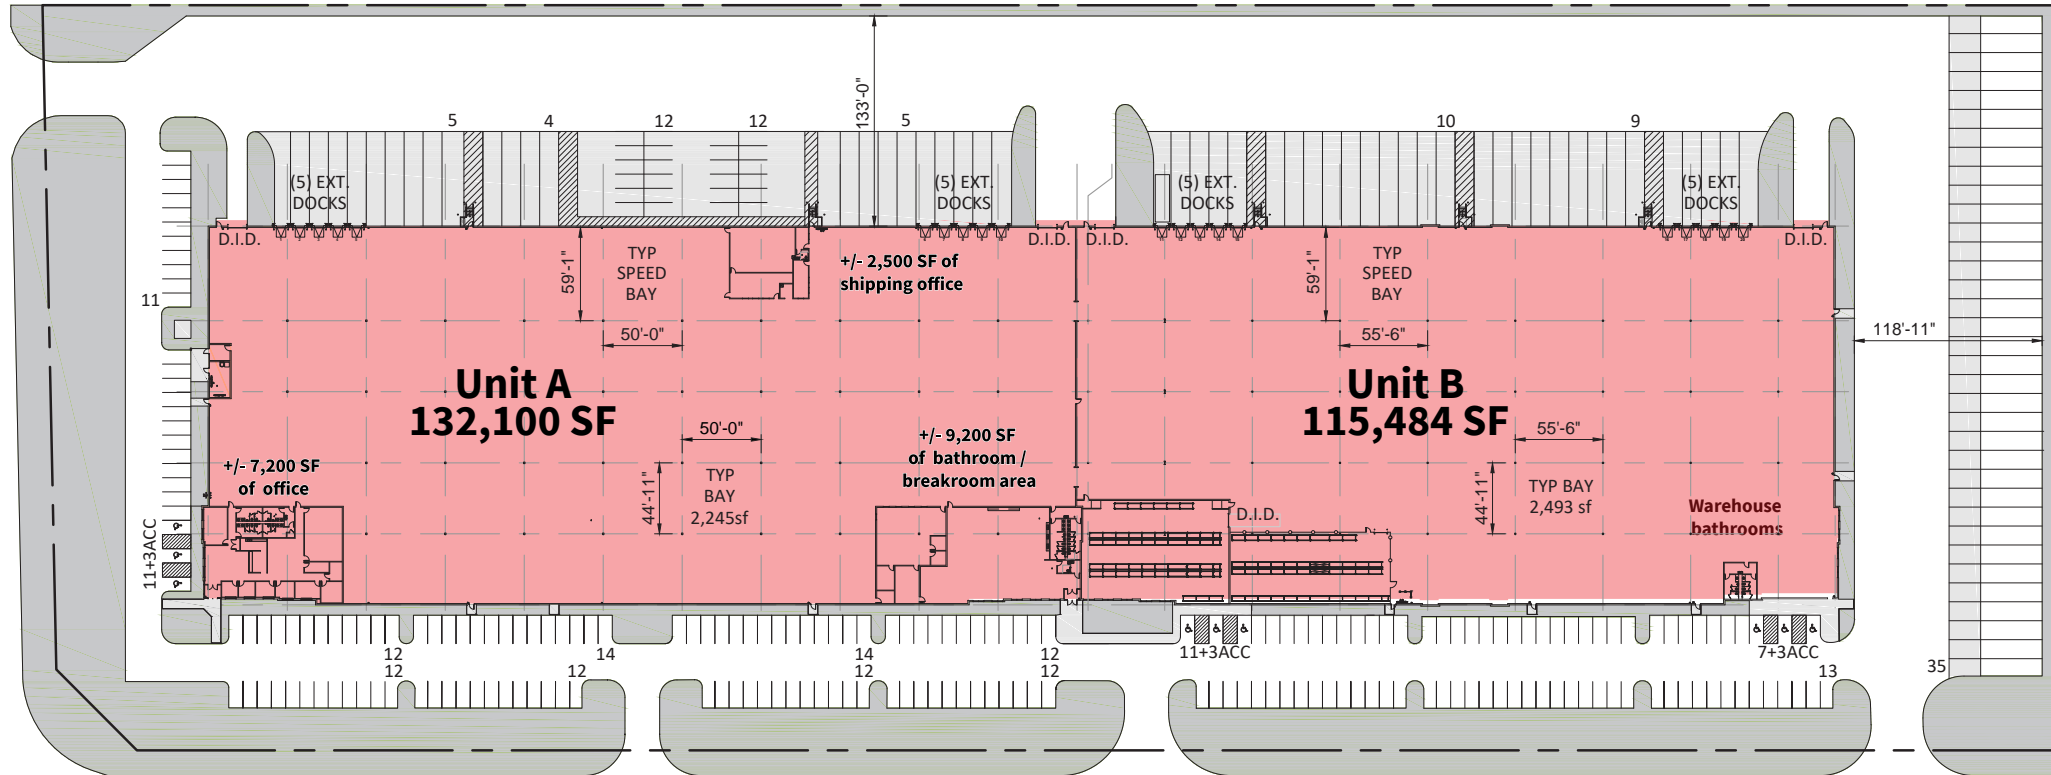 133'-0"
5
4
12
12
5
10
9
(5) EXT.
DOCKS
(5) EXT.
DOCKS
(5) EXT.
DOCKS
(5) EXT.
DOCKS
D.I.D.
D.I.D.
D.I.D.
D.I.D.
59'-1"
TYP
SPEED
BAY
+/- 2,500 SF of
shipping office
59'-1"
TYP
SPEED
BAY
11
50'-0"
55'-6"
118'-11"
Unit A
132,100 SF
Unit B
115,484 SF
50'-0"
55'-6"
+/- 7,200 SF
of office
+/- 9,200 SF
of bathroom /
breakroom area
44'-11"
TYP
BAY
2,245sf
44'-11"
TYP BAY
2,493 sf
Warehouse
bathrooms
D.I.D.
11+3ACC
12
14
14
12
11+3ACC
7+3ACC
12
12
12
12
13
35